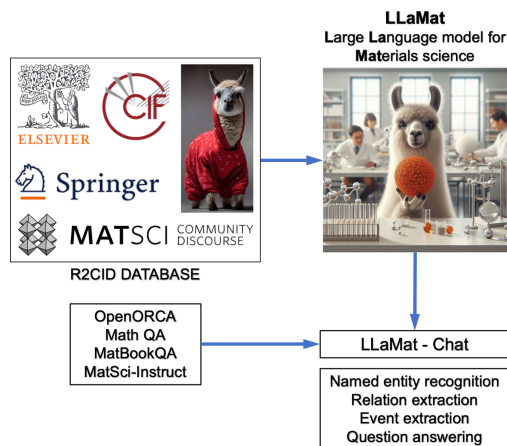 LLaMat
Large Language model for
Materials science
ELSEVIER
CIF
Springer
MATSCI COMMUNITY
DISCOURSE
R2CID DATABASE
OpenORCA
Math QA
MatBookQA
MatSci-Instruct
LLaMat - Chat
Named entity recognition
Relation extraction
Event extraction
Question answering